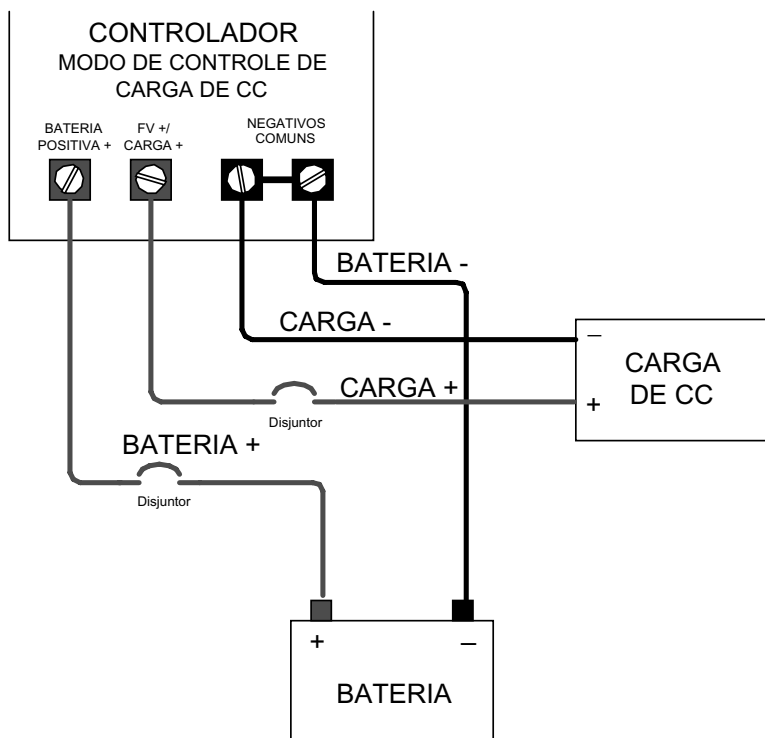 CONTROLADOR
MODO DE CONTROLE DE
CARGA DE CC
BATERIA
POSITIVA +
FV +/
CARGA +
NEGATIVOS
COMUNS
BATERIA -
CARGA -
CARGA +
Disjuntor
–
CARGA
DE CC
+
BATERIA +
Disjuntor
+ –
BATERIA